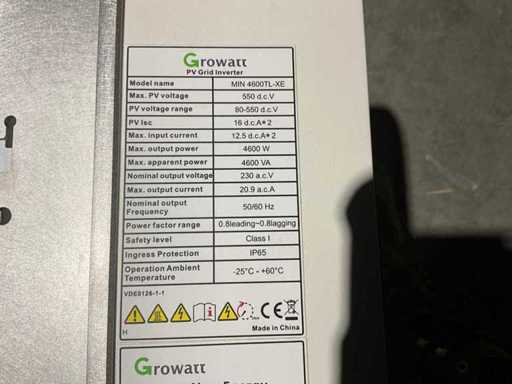 Growatt
PV Grid Inverter
Model name MIN 4600TL-XE
Max. PV voltage 550 d.c.V
PV voltage range 80-550 d.c.V
PV Isc 16 d.c.A*2
Max. input current 12.5 d.c.A*2
Max. output power 4600 W
Max. apparent power 4600 VA
Nominal output voltage 230 a.c.V
Max. output current 20.9 a.c.A
Nominal output
Frequency 50/60 Hz
Power factor range 0.8leading~0.8lagging
Safety level Class I
Ingress Protection IP65
Operation Ambient
Temperature -25°C - +60°C
VDE0126-1-1
CE
H Made in China
Growatt